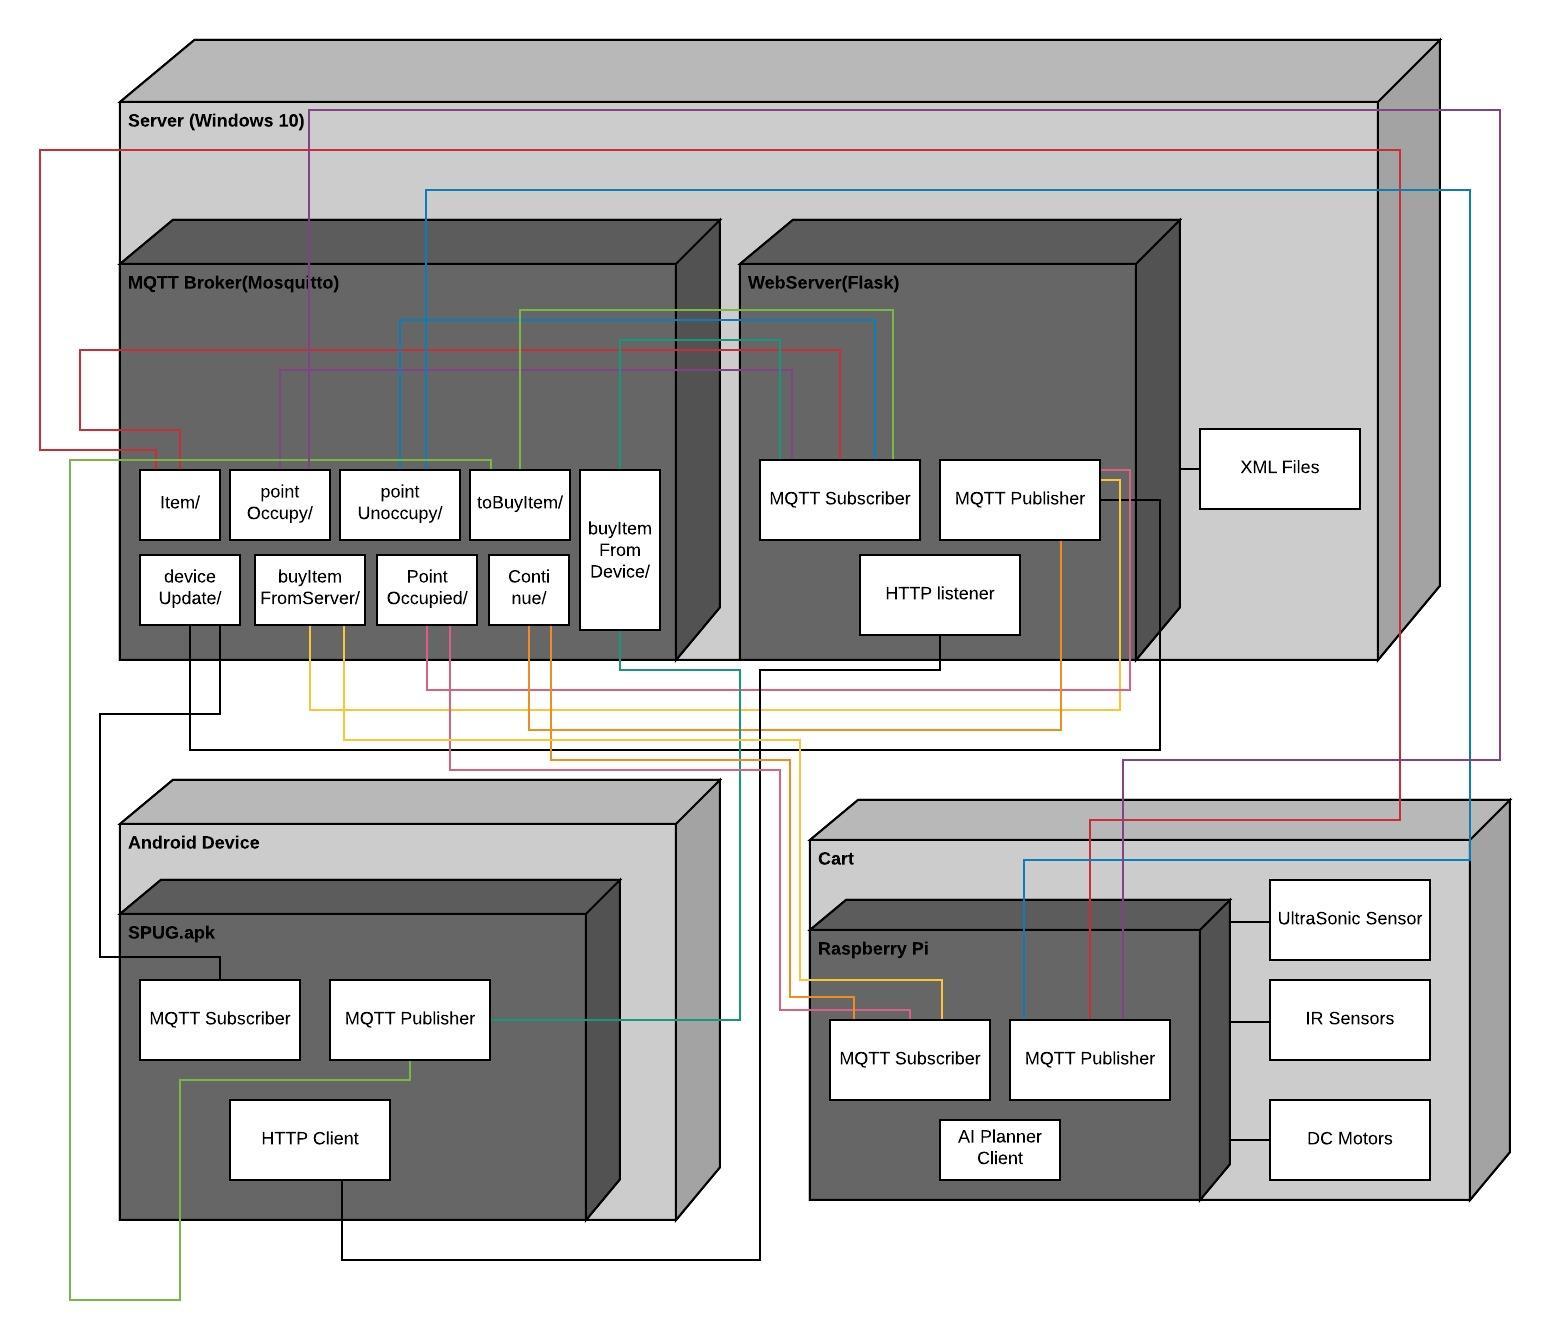 Server (Windows 10)
MQTT Broker(Mosquitto)
WebServer(Flask)
Item/
point
Occupy/
point
Unoccupy/
toBuyItem/
buyItem
From
Device/
device
Update/
buyItem
FromServer/
Point
Occupied/
Conti
nue/
MQTT Subscriber
MQTT Publisher
HTTP listener
XML Files
Android Device
SPUG.apk
MQTT Subscriber
MQTT Publisher
HTTP Client
Cart
Raspberry Pi
MQTT Subscriber
MQTT Publisher
AI Planner
Client
UltraSonic Sensor
IR Sensors
DC Motors